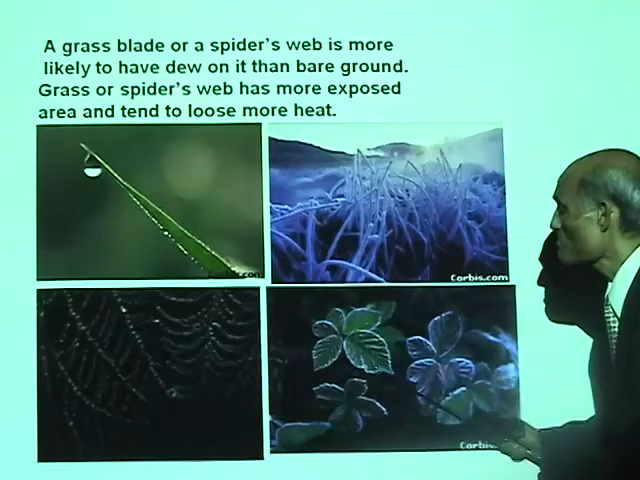 A grass blade or a spider's web is more
likely to have dew on it than bare ground.
Grass or spider's web has more exposed
area and tend to loose more heat.
Corbis.com
Corbis.com